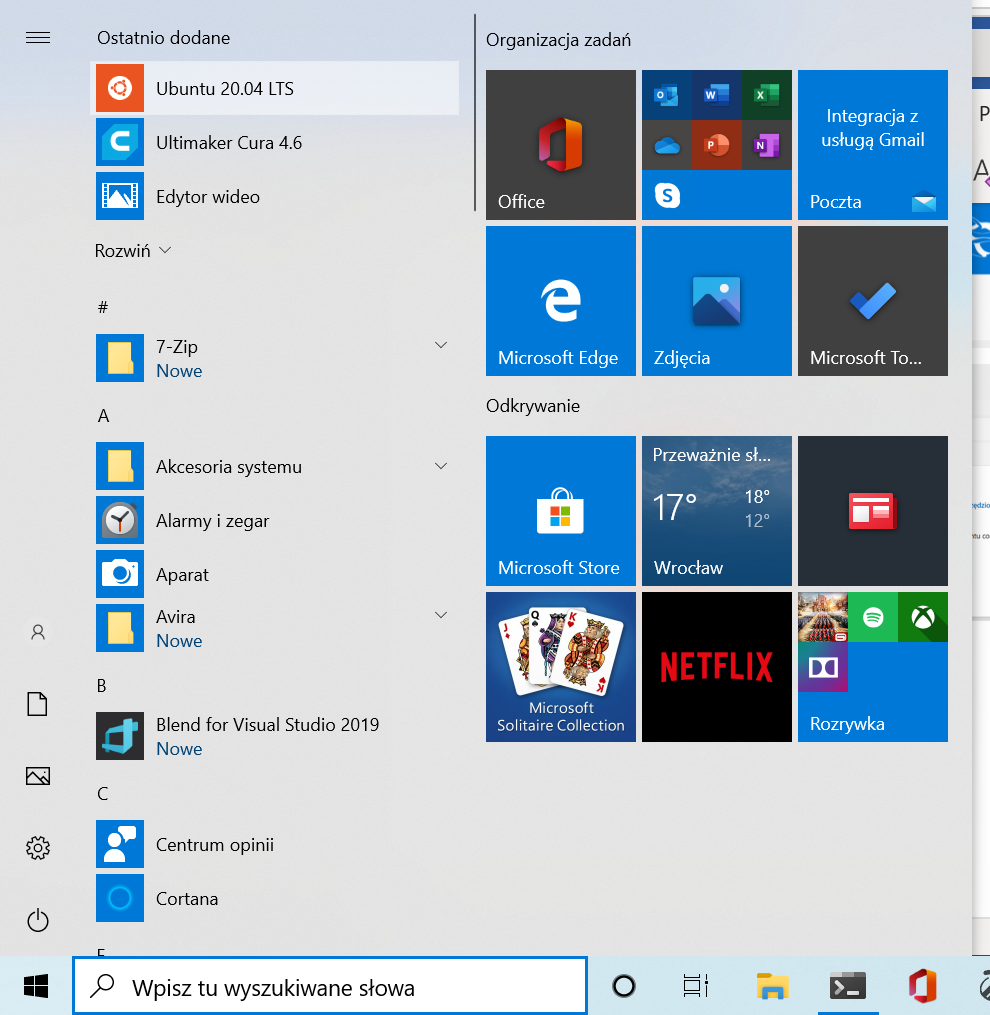 Ostatnio dodane
Ubuntu 20.04 LTS
Ultimaker Cura 4.6
Edytor wideo
Rozwiń
#
7-Zip
Nowe
A
Akcesoria systemu
Alarmy i zegar
Aparat
Avira
Nowe
B
Blend for Visual Studio 2019
Nowe
C
Centrum opinii
Cortana
Organizacja zadań
Office
Integracja z
usługą Gmail
Poczta
Microsoft Edge
Zdjęcia
Microsoft To...
Odkrywanie
Microsoft Store
Przeważnie sł...
17°
18°
12°
Wrocław
Microsoft
Solitaire Collection
NETFLIX
Rozrywka
Wpisz tu wyszukiwane słowa